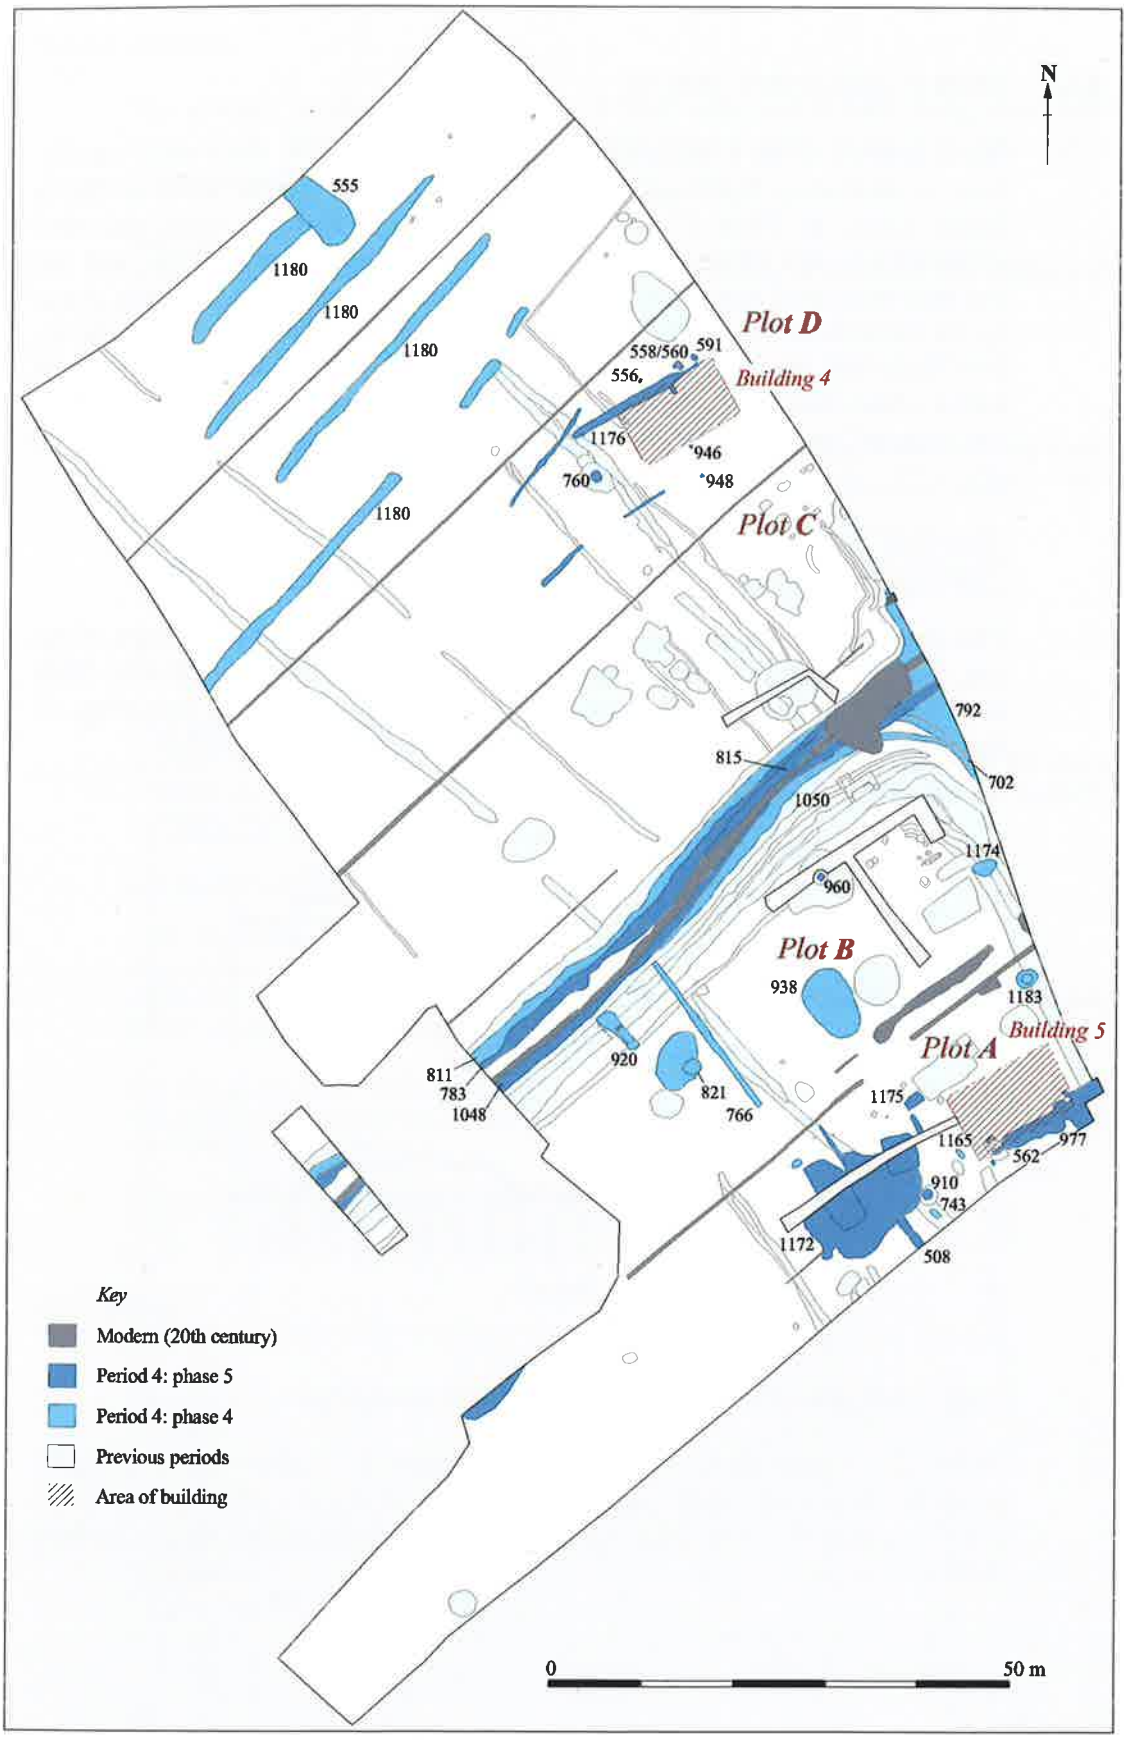 N
555
1180
1180
1180
Plot D
591
558/560
556
Building 4
1176
946
760
948
1180
Plot C
792
815
702
1050
1174
960
Plot B
938
1183
Building 5
Plot A
920
811
783
821
1175
1048
766
1165
977
562
910
743
1172
508
Key
Modern (20th century)
Period 4: phase 5
Period 4: phase 4
Previous periods
Area of building
0
50 m